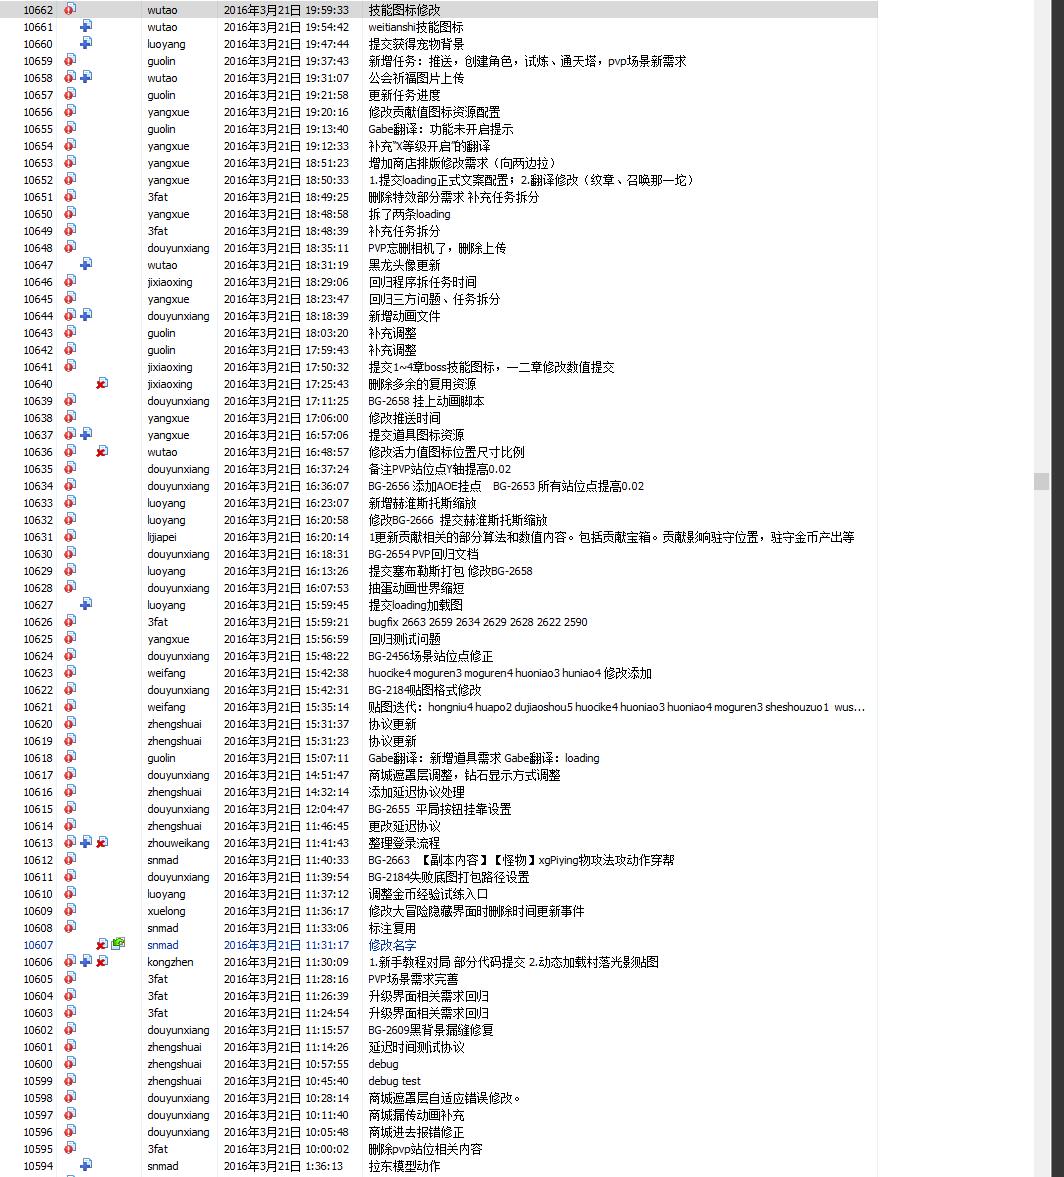 10662 wutao 2016年3月21日 19:59:33 技能图标修改
10661 wutao 2016年3月21日 19:54:42 weitianshi技能图标
10660 luoyang 2016年3月21日 19:47:44 提交获得宠物背景
10659 guolin 2016年3月21日 19:37:43 新增任务：推送，创建角色，试炼、通天塔，pvp场景新需求
10658 wutao 2016年3月21日 19:31:07 公会祈福图片上传
10657 guolin 2016年3月21日 19:21:58 更新任务进度
10656 yangxue 2016年3月21日 19:20:16 修改贡献值图标资源配置
10655 guolin 2016年3月21日 19:13:40 Gabe翻译：功能未开启提示
10654 yangxue 2016年3月21日 19:12:33 补充“X等级开启”的翻译
10653 yangxue 2016年3月21日 18:51:23 增加商店排版修改需求（向两边拉）
10652 yangxue 2016年3月21日 18:50:33 1.提交loading正式文案配置；2.翻译修改（纹章、召唤那一坨）
10651 3fat 2016年3月21日 18:49:25 删除特效部分需求 补充任务拆分
10650 yangxue 2016年3月21日 18:48:58 拆了两条loading
10649 3fat 2016年3月21日 18:48:39 补充任务拆分
10648 douyunxiang 2016年3月21日 18:35:11 PVP忘删相机了，删除上传
10647 wutao 2016年3月21日 18:31:19 黑龙头像更新
10646 jixiaoxing 2016年3月21日 18:29:06 回归程序拆任务时间
10645 yangxue 2016年3月21日 18:23:47 回归三方问题、任务拆分
10644 douyunxiang 2016年3月21日 18:18:39 新增动画文件
10643 guolin 2016年3月21日 18:03:20 补充调整
10642 guolin 2016年3月21日 17:59:43 补充调整
10641 jixiaoxing 2016年3月21日 17:50:32 提交1~4章boss技能图标，一二章修改数值提交
10640 jixiaoxing 2016年3月21日 17:25:43 删除多余的复用资源
10639 douyunxiang 2016年3月21日 17:11:25 BG-2658 挂上动画脚本
10638 yangxue 2016年3月21日 17:06:00 修改推送时间
10637 yangxue 2016年3月21日 16:57:06 提交道具图标资源
10636 wutao 2016年3月21日 16:48:57 修改活力值图标位置尺寸比例
10635 douyunxiang 2016年3月21日 16:37:24 备注PVP站位点Y轴提高0.02
10634 douyunxiang 2016年3月21日 16:36:07 BG-2656 添加AOE挂点 BG-2653 所有站位点提高0.02
10633 luoyang 2016年3月21日 16:23:07 新增赫淮斯托斯缩放
10632 luoyang 2016年3月21日 16:20:58 修改BG-2666 提交赫淮斯托斯缩放
10631 lijiapei 2016年3月21日 16:20:14 1更新贡献相关的部分算法和数值内容。包括贡献宝箱。贡献影响驻守位置，驻守金币产出等
10630 douyunxiang 2016年3月21日 16:18:31 BG-2654 PVP回归文档
10629 luoyang 2016年3月21日 16:13:26 提交塞布勒斯打包 修改BG-2658
10628 douyunxiang 2016年3月21日 16:07:53 抽蛋动画世界缩短
10627 luoyang 2016年3月21日 15:59:45 提交loading加载图
10626 3fat 2016年3月21日 15:59:21 bugfix 2663 2659 2634 2629 2628 2622 2590
10625 yangxue 2016年3月21日 15:56:59 回归测试问题
10624 douyunxiang 2016年3月21日 15:48:22 BG-2456场景站位点修正
10623 weifang 2016年3月21日 15:42:38 huocike4 moguren3 moguren4 huoniao3 huniao4 修改添加
10622 douyunxiang 2016年3月21日 15:42:31 BG-2184贴图格式修改
10621 weifang 2016年3月21日 15:35:14 贴图迭代：hongniu4 huapo2 dujiaoshou5 huocike4 huoniao3 huoniao4 moguren3 sheshouzuo1 wus...
10620 zhengshuai 2016年3月21日 15:31:37 协议更新
10619 zhengshuai 2016年3月21日 15:31:23 协议更新
10618 guolin 2016年3月21日 15:07:11 Gabe翻译：新增道具需求 Gabe翻译：loading
10617 douyunxiang 2016年3月21日 14:51:47 商城遮罩层调整，钻石显示方式调整
10616 zhengshuai 2016年3月21日 14:32:14 添加延迟协议处理
10615 douyunxiang 2016年3月21日 12:04:47 BG-2655 平局按钮挂靠设置
10614 zhengshuai 2016年3月21日 11:46:45 更改延迟协议
10613 zhouweikang 2016年3月21日 11:41:43 整理登录流程
10612 snmad 2016年3月21日 11:40:33 BG-2663 【副本内容】【怪物】xgPiying物攻法攻动作穿帮
10611 douyunxiang 2016年3月21日 11:39:54 BG-2184失败底图打包路径设置
10610 luoyang 2016年3月21日 11:37:12 调整金币经验试练入口
10609 xuelong 2016年3月21日 11:36:17 修改大冒险隐藏界面时删除时间更新事件
10608 snmad 2016年3月21日 11:33:06 标注复用
10607 snmad 2016年3月21日 11:31:17 修改名字
10606 kongzhen 2016年3月21日 11:30:09 1.新手教程对局 部分代码提交 2.动态加载村落光影贴图
10605 3fat 2016年3月21日 11:28:16 PVP场景需求完善
10604 3fat 2016年3月21日 11:26:39 升级界面相关需求回归
10603 3fat 2016年3月21日 11:24:54 升级界面相关需求回归
10602 douyunxiang 2016年3月21日 11:15:57 BG-2609黑背景漏缝修复
10601 zhengshuai 2016年3月21日 11:14:26 延迟时间测试协议
10600 zhengshuai 2016年3月21日 10:57:55 debug
10599 zhengshuai 2016年3月21日 10:45:40 debug test
10598 douyunxiang 2016年3月21日 10:28:14 商城遮罩层自适应错误修改。
10597 douyunxiang 2016年3月21日 10:11:40 商城漏传动画补充
10596 douyunxiang 2016年3月21日 10:05:48 商城进去报错修正
10595 3fat 2016年3月21日 10:00:02 删除pvp站位相关内容
10594 snmad 2016年3月21日 1:36:13 拉东模型动作